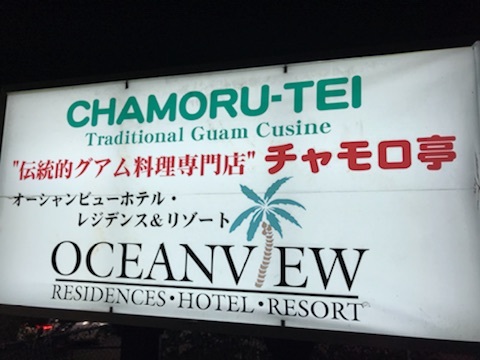 CHAMORU-TEI
Traditional Guam Cusine
"伝統的グアム料理専門店" チャモロ亭
オーシャンビューホテル・
レジデンス&リゾート
OCEANVIEW
RESIDENCES・HOTEL・RESORT